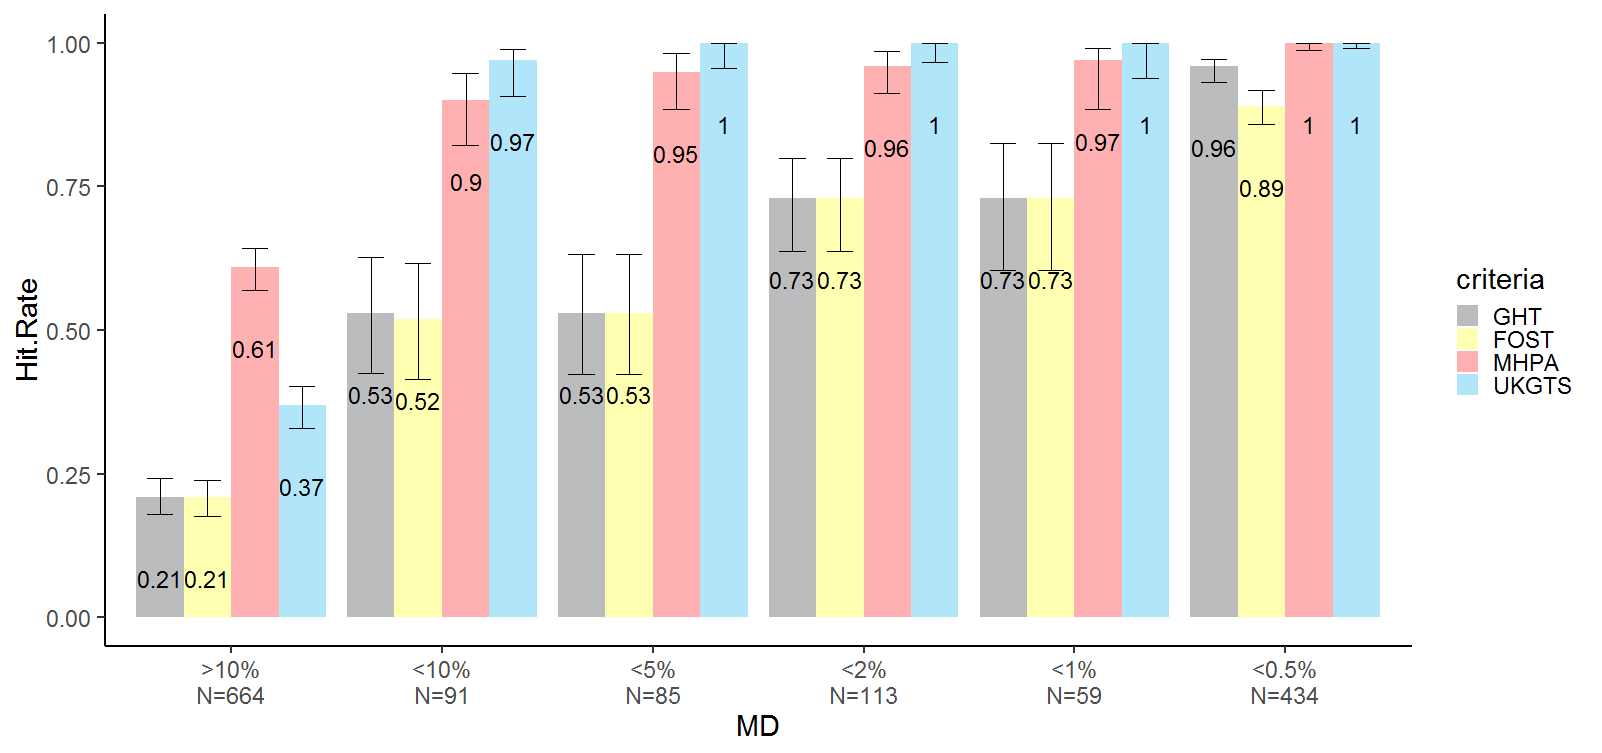 1.00
0.75
0.50
0.25
0.00
Hit.Rate
0.21
0.21
0.61
0.37
0.53
0.52
0.9
0.97
0.53
0.53
0.95
1
0.73
0.73
0.96
1
0.73
0.73
0.97
1
0.96
0.89
1
1
>10%
N=664
<10%
N=91
<5%
N=85
<2%
N=113
<1%
N=59
<0.5%
N=434
MD
criteria
GHT
FOST
MHPA
UKGTS